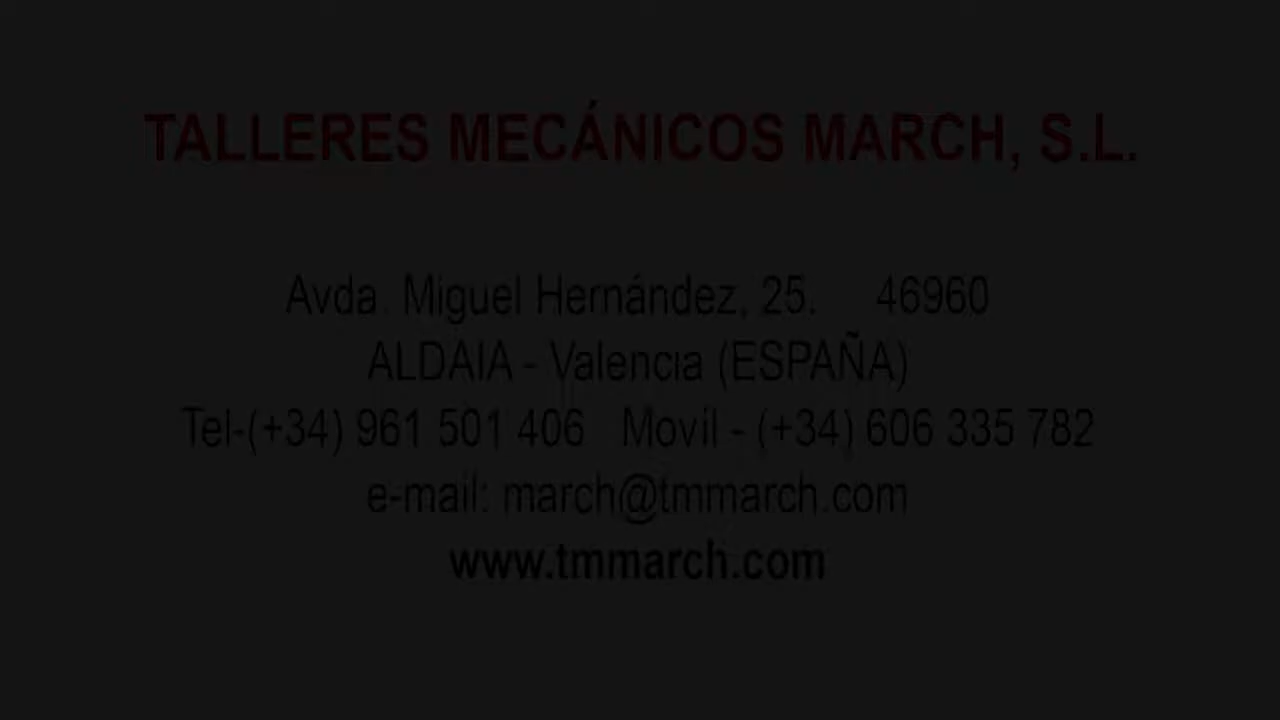 TALLERES MECÁNICOS MARCH, S.L.
Avda. Miguel Hernández, 25. 46960
ALDAIA - Valencia (ESPAÑA)
Tel-(+34) 961 501 406 Movíl - (+34) 606 335 782
e-mail: march@tmmarch.com
www.tmmarch.com